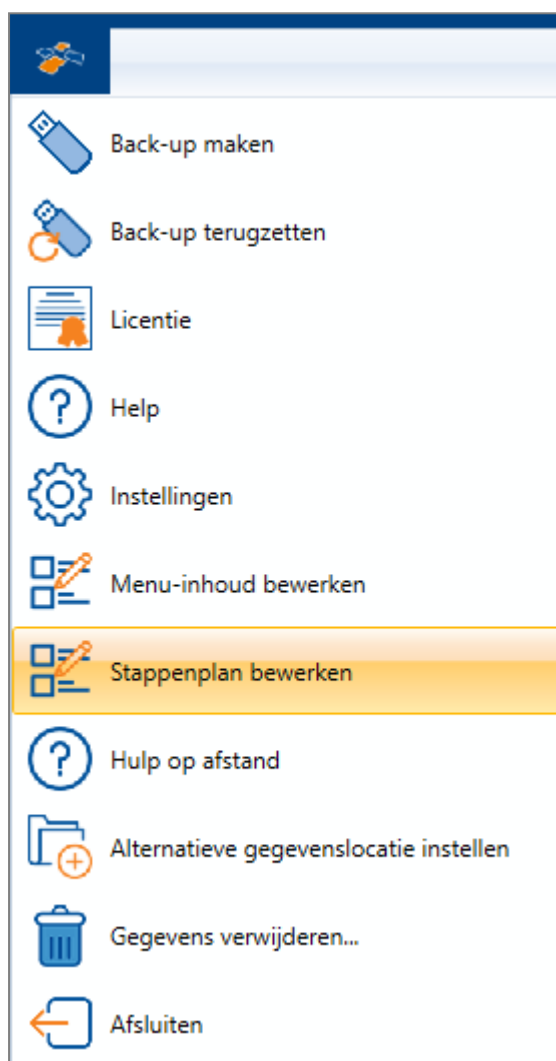 Back-up maken
Back-up terugzetten
Licentie
Help
Instellingen
Menu-inhoud bewerken
Stappenplan bewerken
Hulp op afstand
Alternatieve gegevenslocatie instellen
Gegevens verwijderen...
Afsluiten